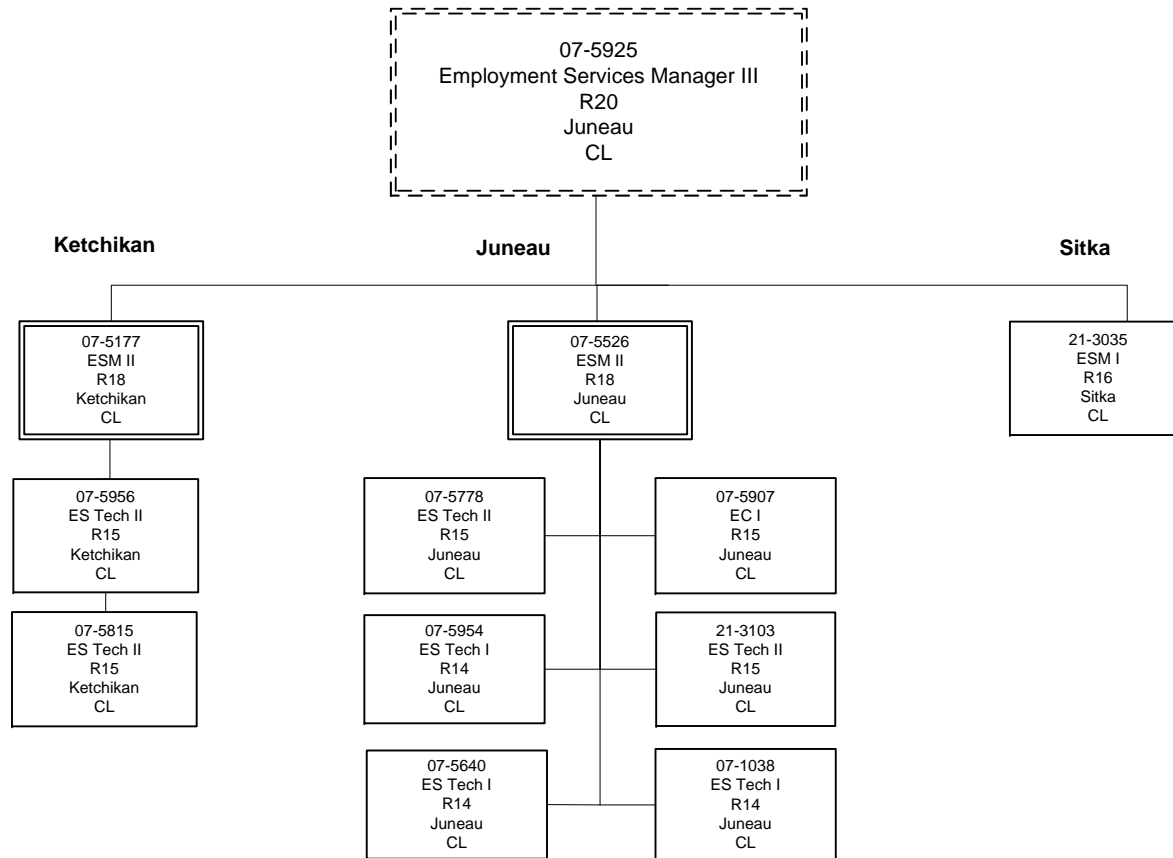 07-5925
Employment Services Manager III
R20
Juneau
CL
Ketchikan
Juneau
Sitka
07-5177
ESM II
R18
Ketchikan
CL
07-5526
ESM II
R18
Juneau
CL
21-3035
ESM I
R16
Sitka
CL
07-5956
ES Tech II
R15
Ketchikan
CL
07-5778
ES Tech II
R15
Juneau
CL
07-5907
EC I
R15
Juneau
CL
07-5815
ES Tech II
R15
Ketchikan
CL
07-5954
ES Tech I
R14
Juneau
CL
21-3103
ES Tech II
R15
Juneau
CL
07-5640
ES Tech I
R14
Juneau
CL
07-1038
ES Tech I
R14
Juneau
CL